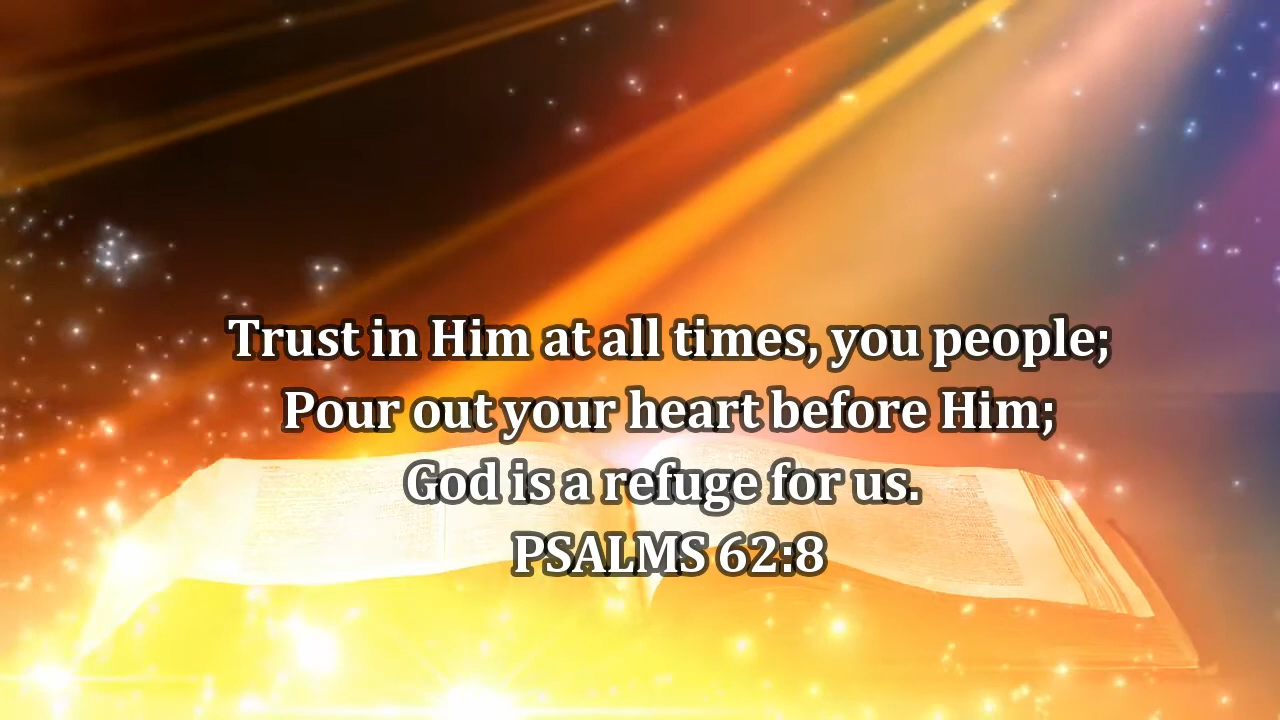 Trust in Him at all times, you people;
Pour out your heart before Him;
God is a refuge for us.
PSALMS 62:8